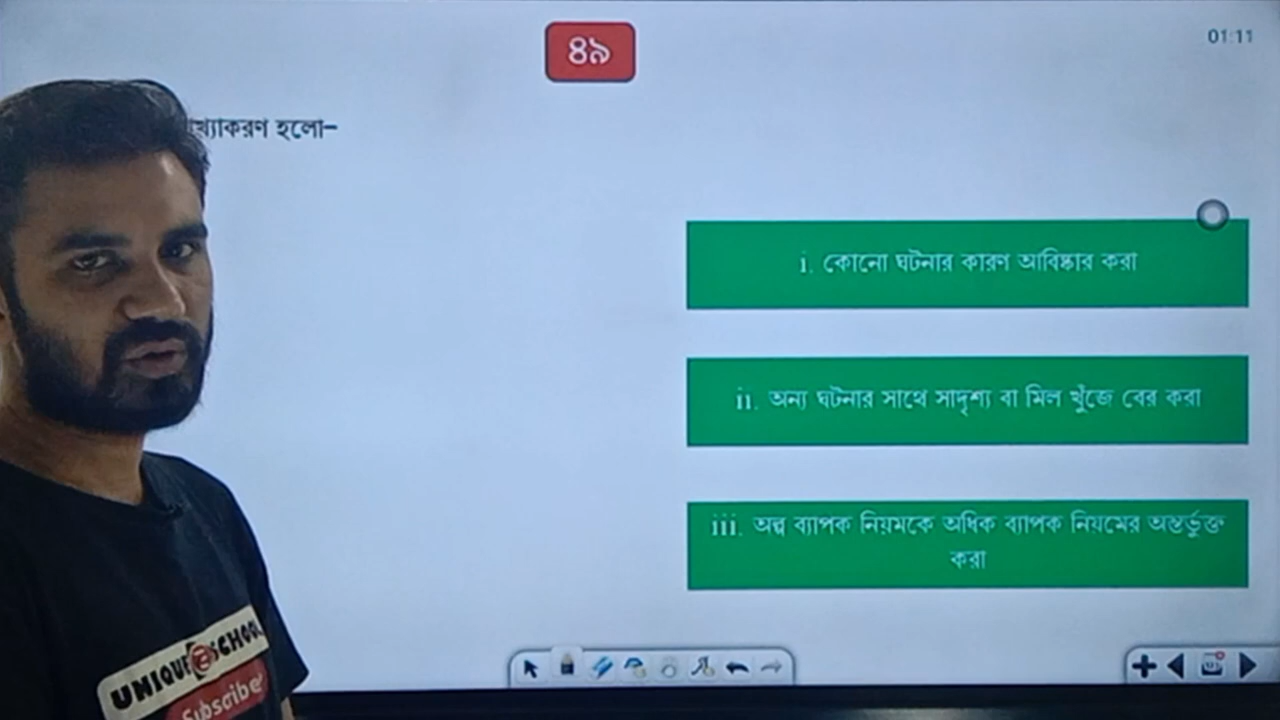 ৪৯
01:11
খ্যাকরণ হলো–
i. কোনো ঘটনার কারণ আবিষ্কার করা
ii. অন্য ঘটনার সাথে সাদৃশ্য বা মিল খুঁজে বের করা
iii. অল্প ব্যাপক নিয়মকে অধিক ব্যাপক নিয়মের অন্তর্ভুক্ত
করা
UNIQUE SCHOOL
Subscribe